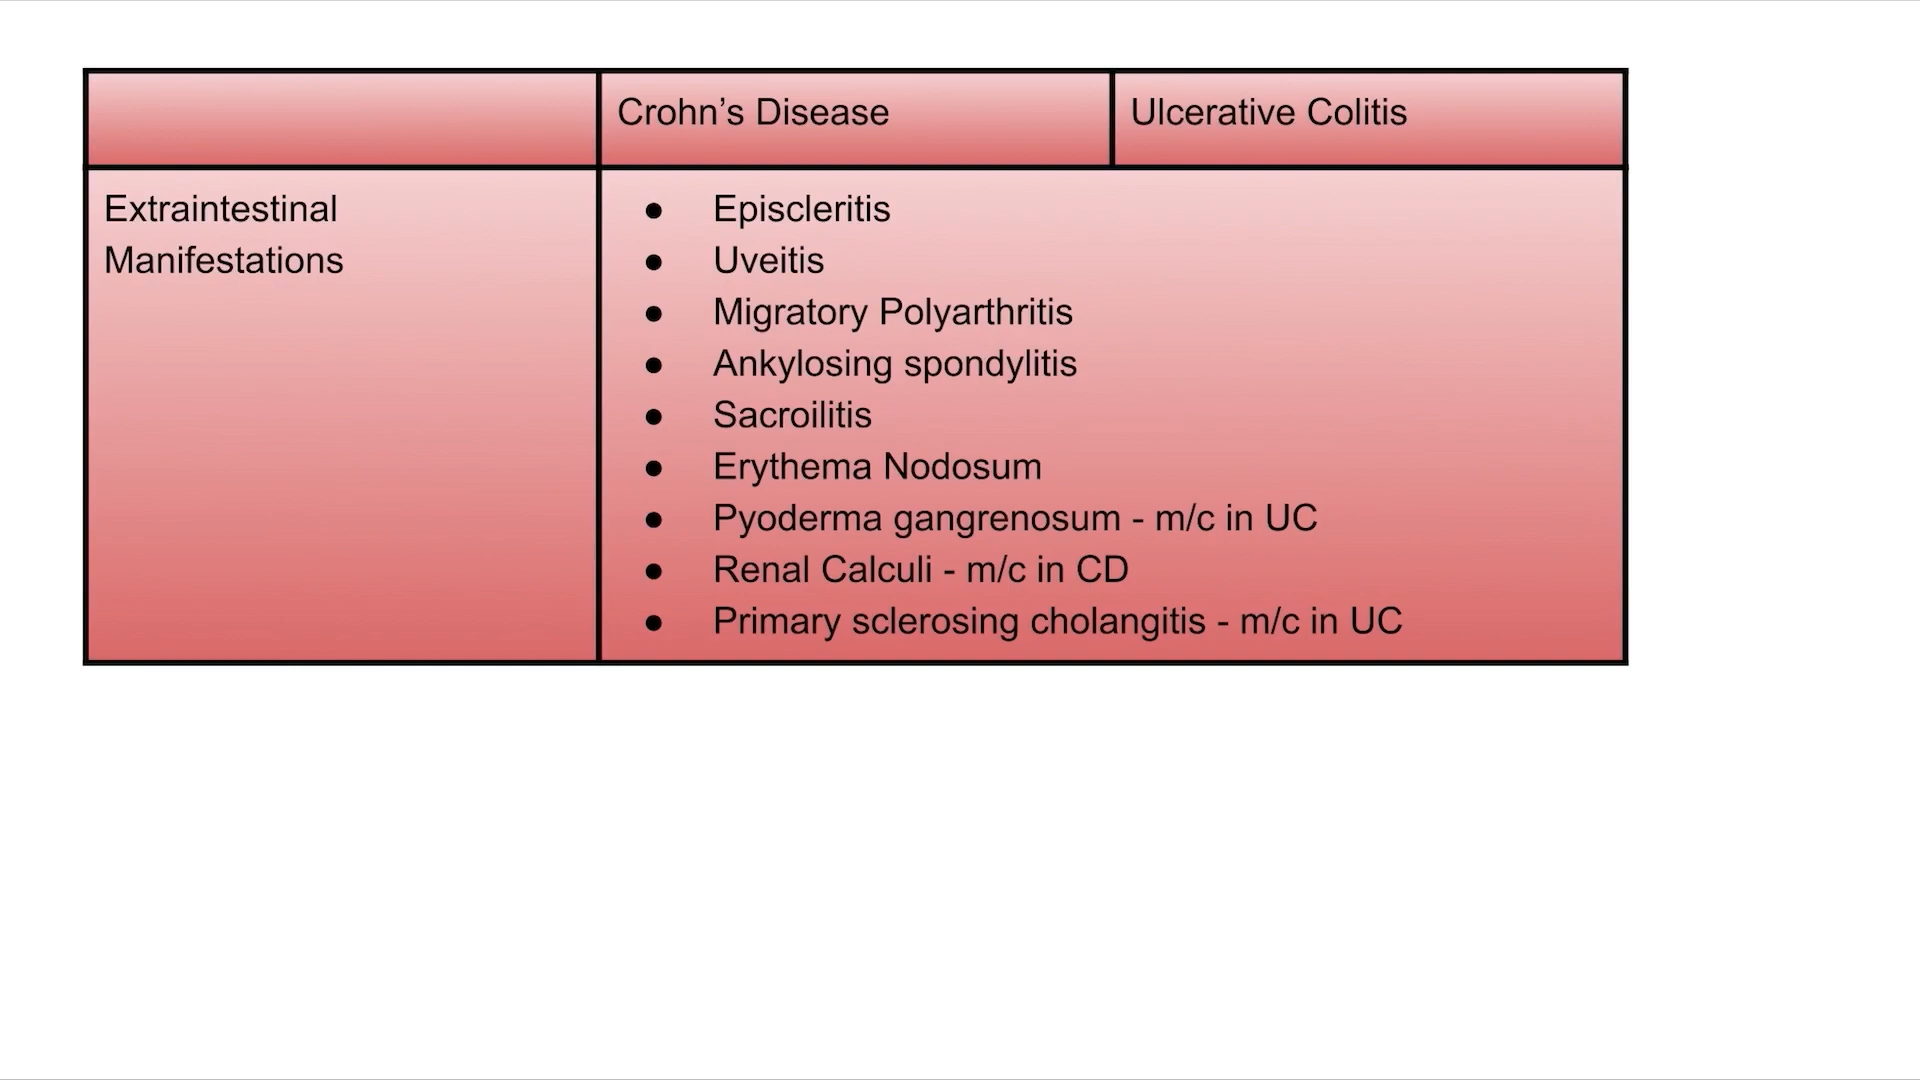 Crohn’s Disease
Ulcerative Colitis
Extraintestinal
Manifestations
● Episcleritis
● Uveitis
● Migratory Polyarthritis
● Ankylosing spondylitis
● Sacroilitis
● Erythema Nodosum
● Pyoderma gangrenosum - m/c in UC
● Renal Calculi - m/c in CD
● Primary sclerosing cholangitis - m/c in UC